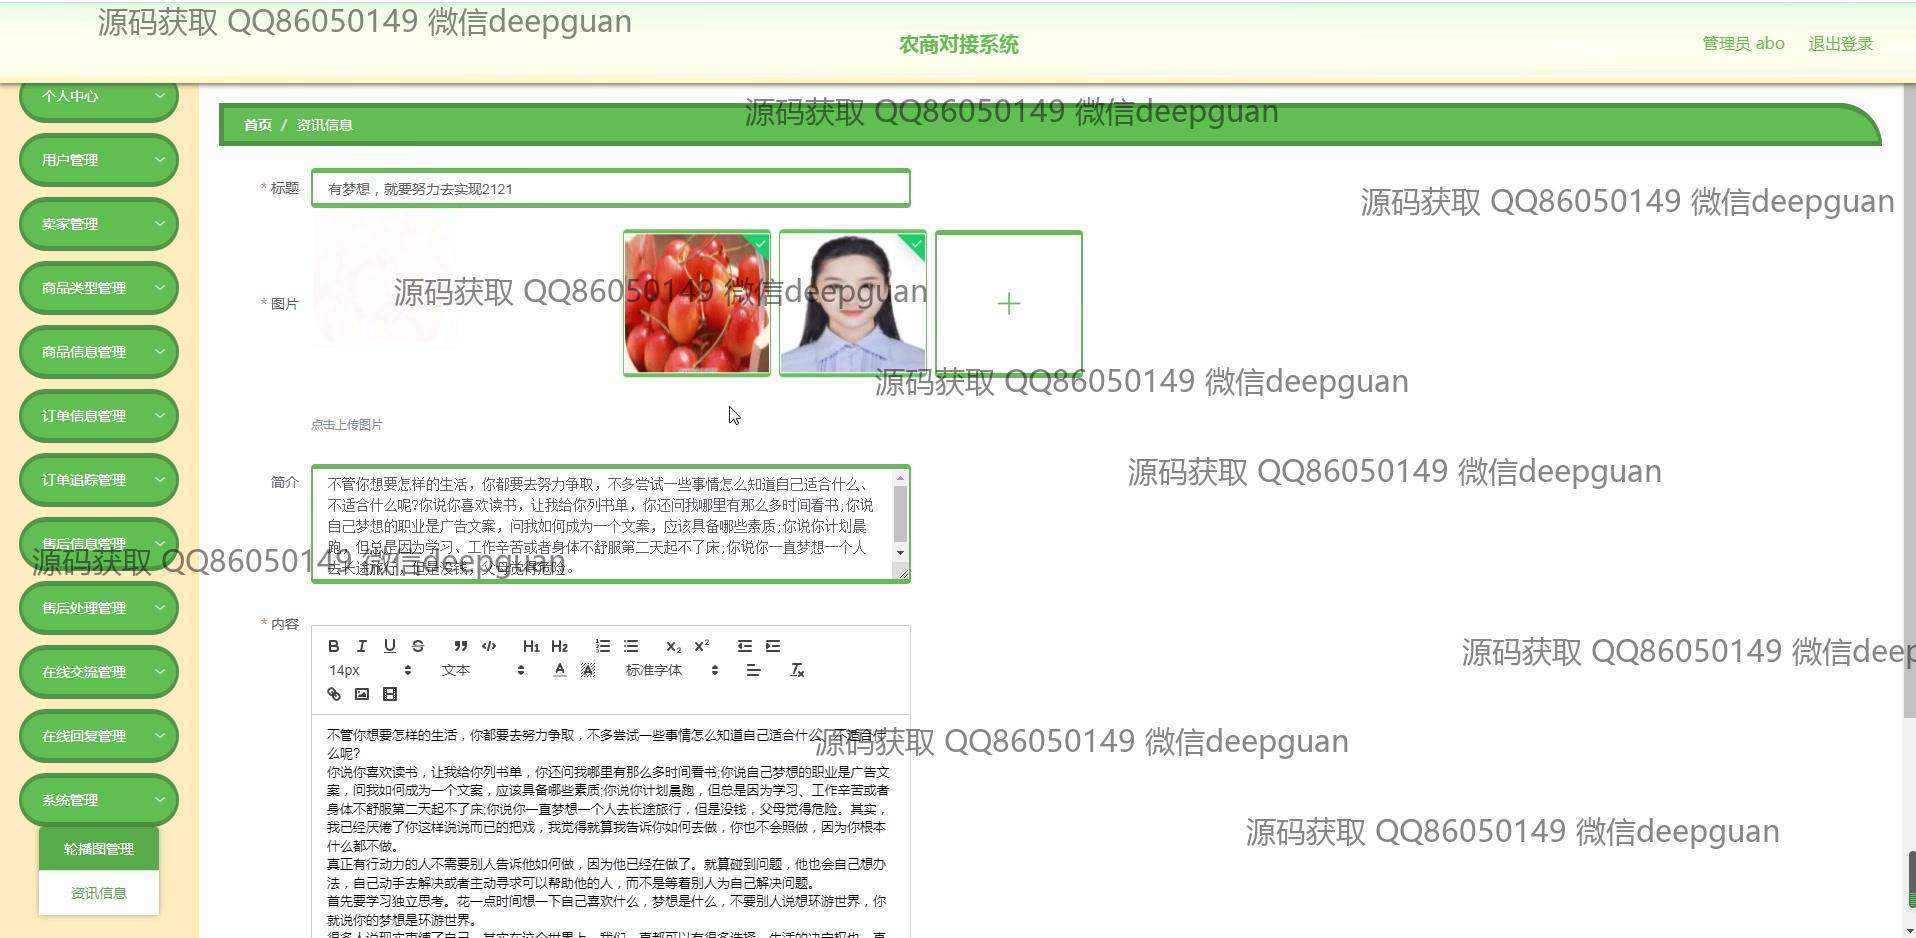 源码获取 QQ86050149 微信deepguan
农商对接系统
管理员 abo
退出登录
个人中心
用户管理
卖家管理
商品类型管理
商品信息管理
订单信息管理
订单追踪管理
售后信息管理
售后处理管理
在线交流管理
在线回复管理
系统管理
轮播图管理
资讯信息
首页 / 资讯信息
源码获取 QQ86050149 微信deepguan
* 标题
有梦想，就要努力去实现2121
源码获取 QQ86050149 微信deepguan
* 图片
源码获取 QQ86050149 微信deepguan
源码获取 QQ86050149 微信deepguan
点击上传图片
源码获取 QQ86050149 微信deepguan
简介
不管你想要怎样的生活，你都要去努力争取，不多尝试一些事情怎么知道自己适合什么、
不适合什么呢?你说你喜欢读书，让我给你列书单，你还问我哪里有那么多时间看书;你说
自己梦想的职业是广告文案，问我如何成为一个文案，应该具备哪些素质;你说你计划晨
跑，但总是因为学习、工作辛苦或者身体不舒服第二天起不了床;你说你一直梦想一个人
去长途旅行，但是没钱，父母觉得危险。
源码获取 QQ86050149 微信deepguan
* 内容
B I U S H1 H2 X₂ X²
14px 文本 A A 标准字体 Tx
源码获取 QQ86050149 微信deep
不管你想要怎样的生活，你都要去努力争取，不多尝试一些事情怎么知道自己适合什么、不适合什
么呢?
源码获取 QQ86050149 微信deepguan
你说你喜欢读书，让我给你列书单，你还问我哪里有那么多时间看书;你说自己梦想的职业是广告文
案，问我如何成为一个文案，应该具备哪些素质;你说你计划晨跑，但总是因为学习、工作辛苦或者
身体不舒服第二天起不了床;你说你一直梦想一个人去长途旅行，但是没钱，父母觉得危险。其实，
我已经厌倦了你这样说说而已的把戏，我觉得就算我告诉你如何去做，你也不会照做，因为你根本
什么都不做。
源码获取 QQ86050149 微信deepguan
真正有行动力的人不需要别人告诉他如何做，因为他已经在做了。就算碰到问题，他也会自己想办
法，自己动手去解决或者主动寻求可以帮助他的人，而不是等着别人为自己解决问题。
首先要学习独立思考。花一点时间想一下自己喜欢什么，梦想是什么，不要别人说想环游世界，你
就说你的梦想是环游世界。